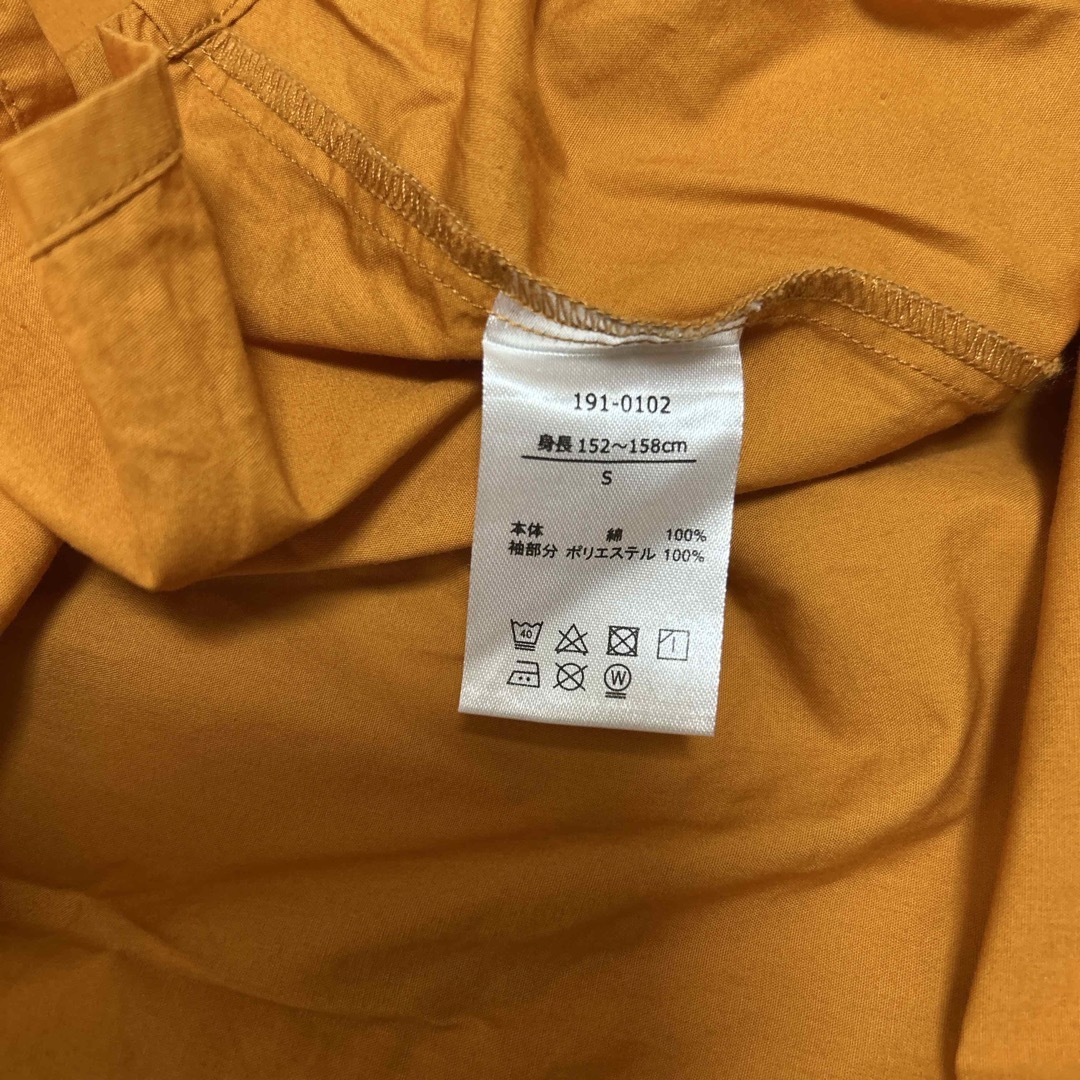 191-0102
身長 152〜158cm
S
本体 綿 100%
袖部分 ポリエステル 100%
40
W